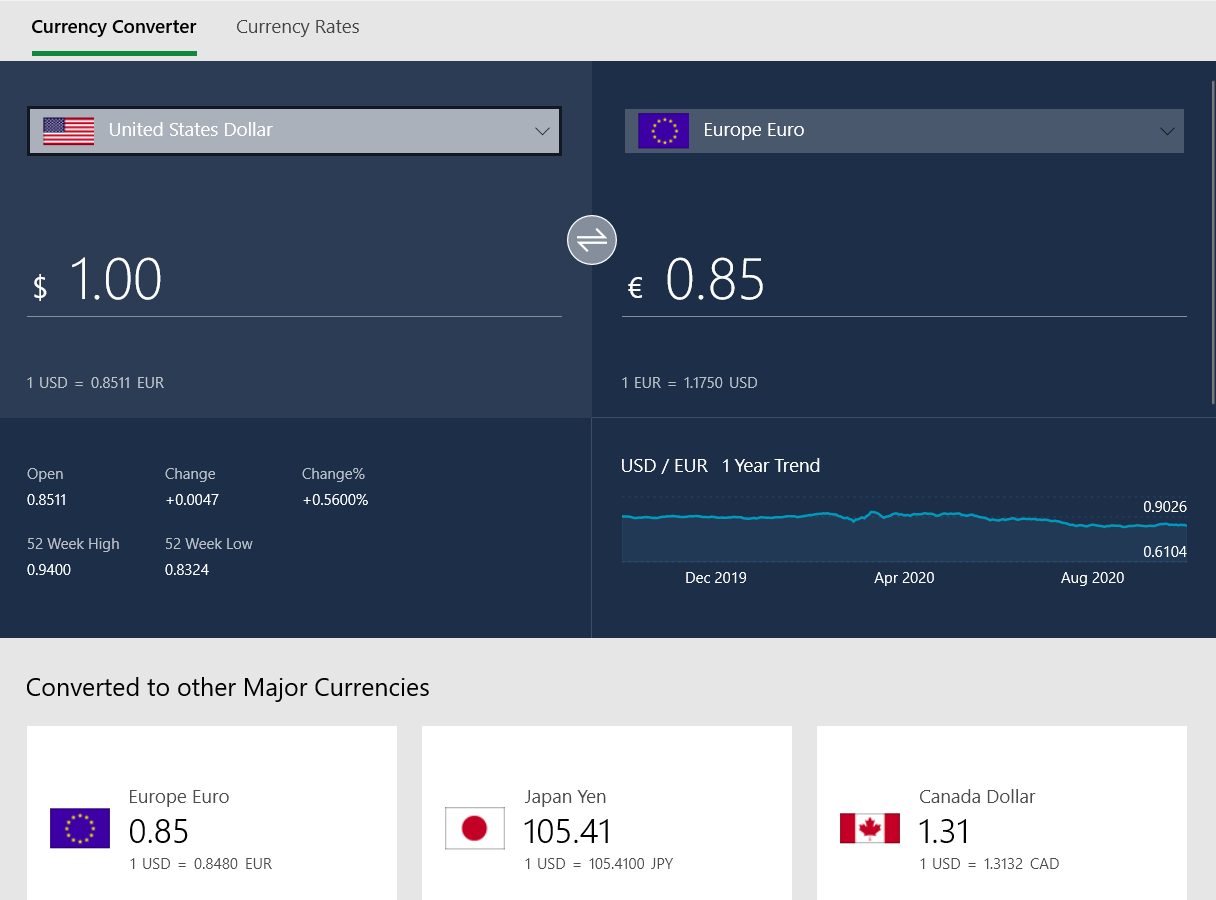 Currency Converter Currency Rates
United States Dollar
Europe Euro
$ 1.00
€ 0.85
1 USD = 0.8511 EUR
1 EUR = 1.1750 USD
Open Change Change%
0.8511 +0.0047 +0.5600%
52 Week High 52 Week Low
0.9400 0.8324
USD / EUR 1 Year Trend
0.9026
0.6104
Dec 2019 Apr 2020 Aug 2020
Converted to other Major Currencies
Europe Euro
0.85
1 USD = 0.8480 EUR
Japan Yen
105.41
1 USD = 105.4100 JPY
Canada Dollar
1.31
1 USD = 1.3132 CAD